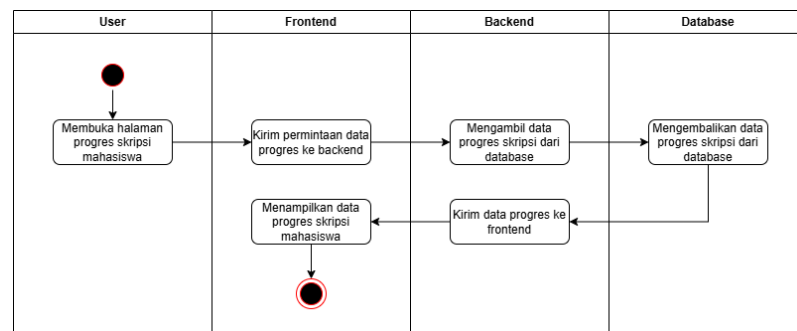 User
Frontend
Backend
Database
Membuka halaman
progres skripsi
mahasiswa
Kirim permintaan data
progres ke backend
Mengambil data
progres skripsi dari
database
Mengembalikan data
progres skripsi dari
database
Menampilkan data
progres skripsi
mahasiswa
Kirim data progres ke
frontend